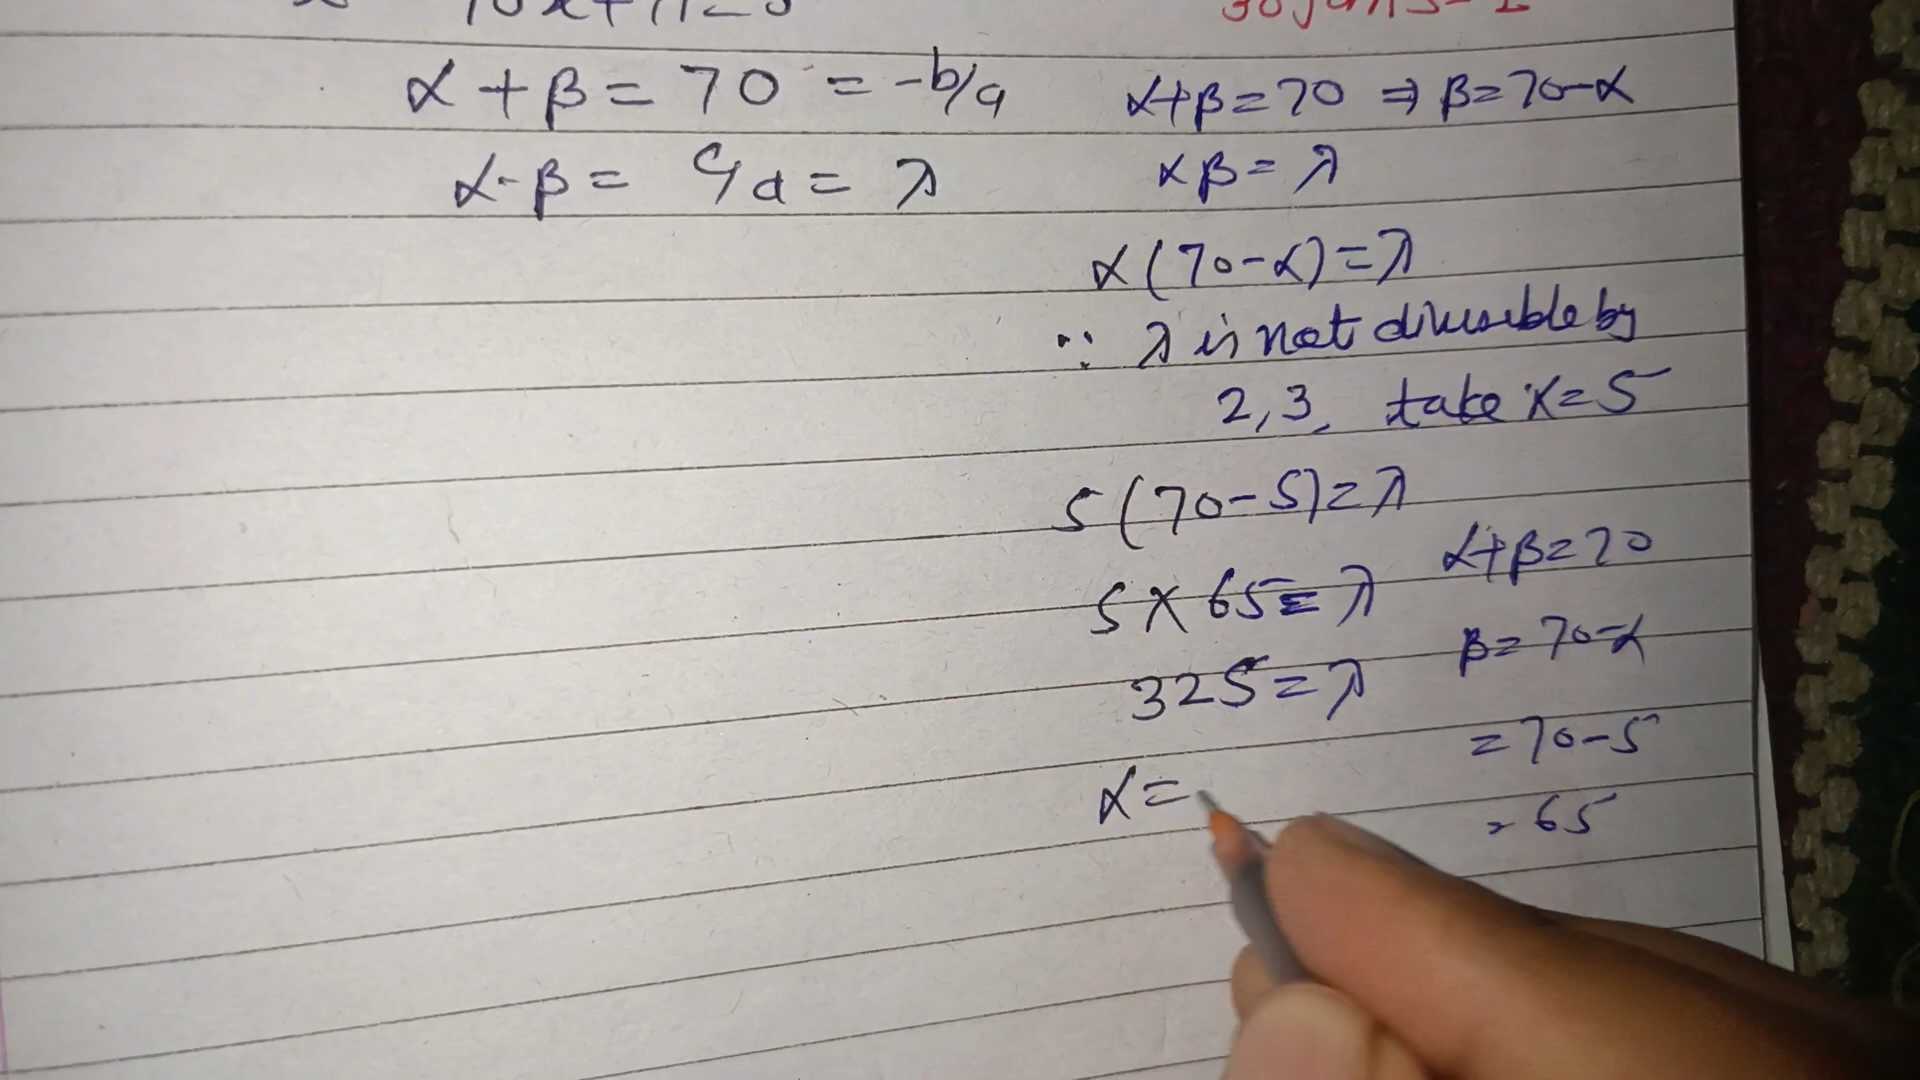 α + β = 70 = -b/a
α · β = c/a = λ
α+β = 70 ⇒ β = 70-α
αβ = λ
α(70-α) = λ
∵ λ is not divisible by
2,3, take α = 5
5(70-5) = λ
5 × 65 = λ
325 = λ
α =
α+β = 70
β = 70-α
= 70-5
= 65